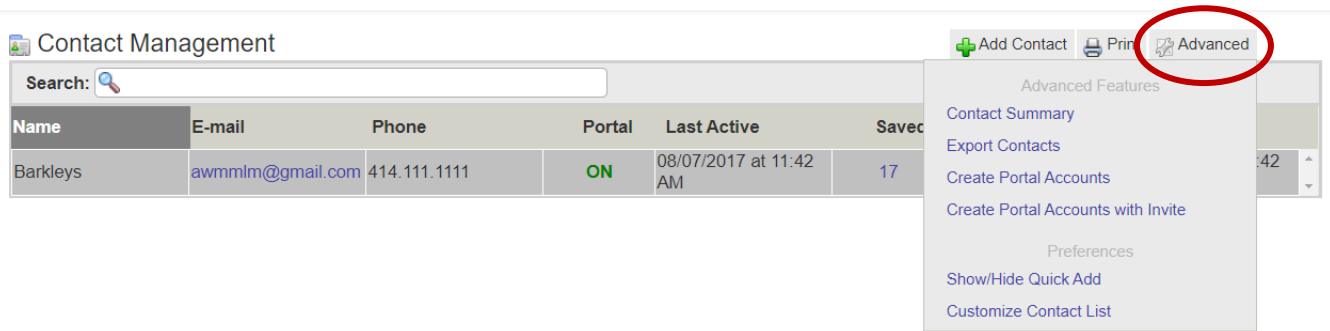 Contact Management
Add Contact Print Advanced
Search:
Advanced Features
Contact Summary
Export Contacts
Create Portal Accounts
Create Portal Accounts with Invite
Preferences
Show/Hide Quick Add
Customize Contact List
Name E-mail Phone Portal Last Active Saved
Barkleys awmmlm@gmail.com 414.111.1111 ON 08/07/2017 at 11:42 AM 17 :42